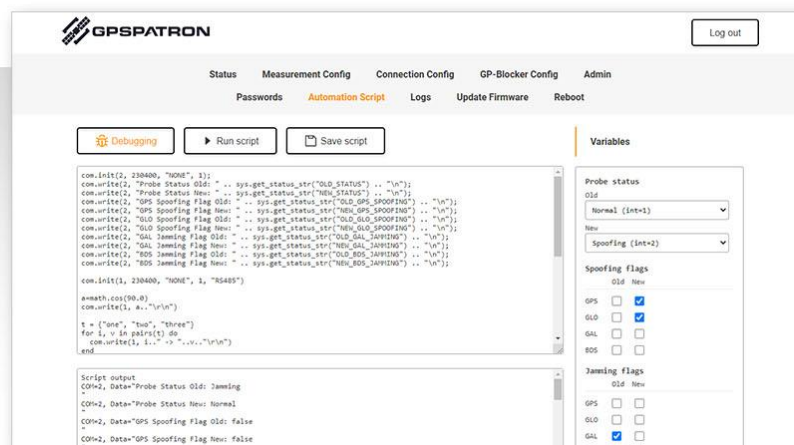 GPSPATRON
Log out
Status Measurement Config Connection Config GP-Blocker Config Admin
Passwords Automation Script Logs Update Firmware Reboot
Debugging Run script Save script
Variables
com.init(2, 230400, "NONE", 1);
com.write(2, "Probe Status Old: " .. sys.get_status_str("OLD_STATUS") .. "\n");
com.write(2, "Probe Status New: " .. sys.get_status_str("NEW_STATUS") .. "\n");
com.write(2, "GPS Spoofing Flag Old: " .. sys.get_status_str("OLD_GPS_SPOOFING") .. "\n");
com.write(2, "GPS Spoofing Flag New: " .. sys.get_status_str("NEW_GPS_SPOOFING") .. "\n");
com.write(2, "GLO Spoofing Flag Old: " .. sys.get_status_str("OLD_GLO_SPOOFING") .. "\n");
com.write(2, "GLO Spoofing Flag New: " .. sys.get_status_str("NEW_GLO_SPOOFING") .. "\n");
com.write(2, "GAL Jamming Flag Old: " .. sys.get_status_str("OLD_GAL_JAMMING") .. "\n");
com.write(2, "GAL Jamming Flag New: " .. sys.get_status_str("NEW_GAL_JAMMING") .. "\n");
com.write(2, "BDS Jamming Flag Old: " .. sys.get_status_str("OLD_BDS_JAMMING") .. "\n");
com.write(2, "BDS Jamming Flag New: " .. sys.get_status_str("NEW_BDS_JAMMING") .. "\n");
com.init(1, 230400, "NONE", 1, "RS485")
a=math.cos(90.0)
com.write(1, a.."\r\n")
t = {"one", "two", "three"}
for i, v in pairs(t) do
com.write(1, i.." -> "..v.."\r\n")
end
Probe status
Old
Normal (int=1)
New
Spoofing (int=2)
Spoofing flags
Old New
GPS
GLO
GAL
BDS
Jamming flags
Old New
GPS
GLO
GAL
Script output
COM=2, Data="Probe Status Old: Jamming
"
COM=2, Data="Probe Status New: Normal
"
COM=2, Data="GPS Spoofing Flag Old: false
"
COM=2, Data="GPS Spoofing Flag New: false